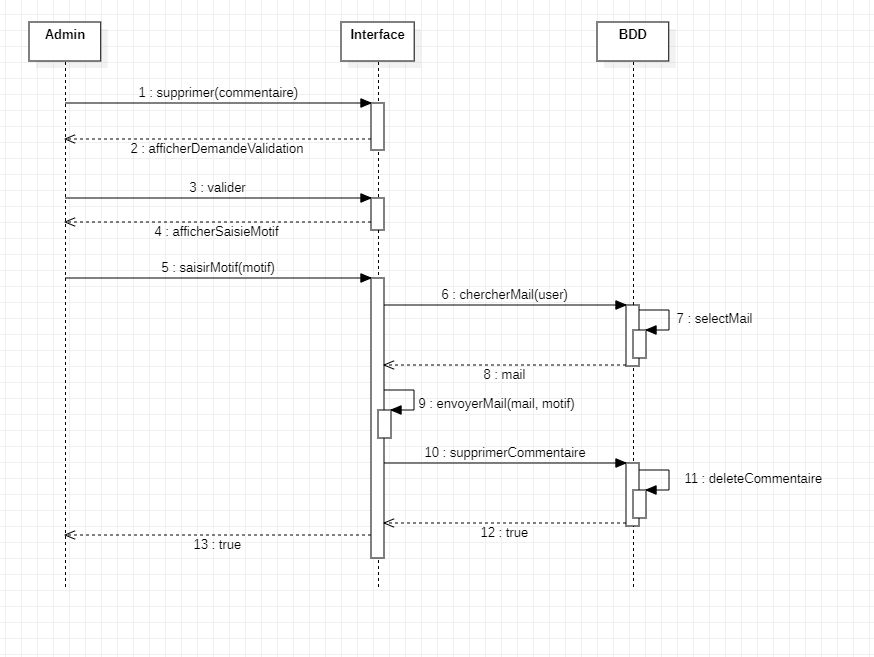 Admin
Interface
BDD
1 : supprimer(commentaire)
2 : afficherDemandeValidation
3 : valider
4 : afficherSaisieMotif
5 : saisirMotif(motif)
6 : chercherMail(user)
7 : selectMail
8 : mail
9 : envoyerMail(mail, motif)
10 : supprimerCommentaire
11 : deleteCommentaire
12 : true
13 : true